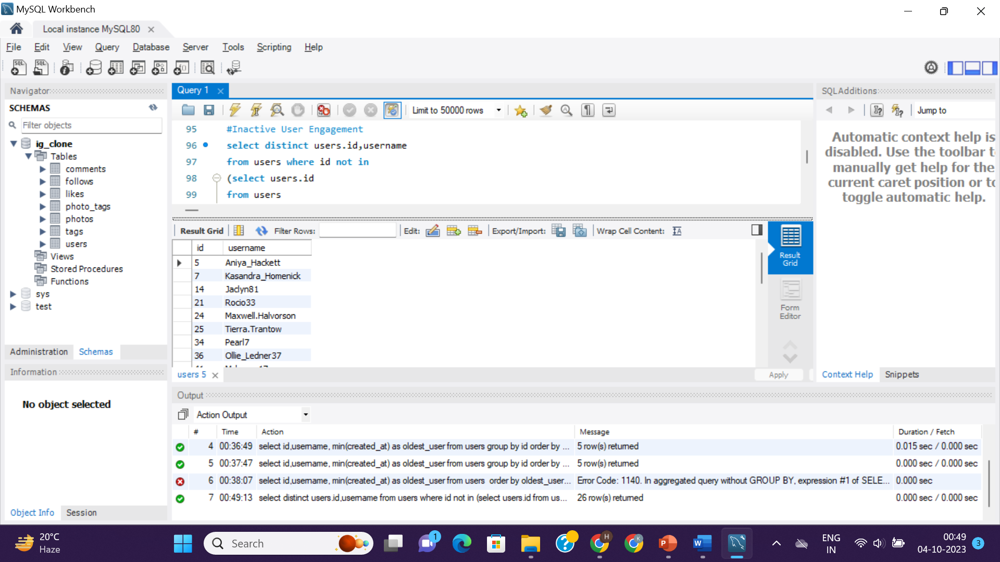 MySQL Workbench
Local instance MySQL80
File Edit View Query Database Server Tools Scripting Help
Navigator
SCHEMAS
Filter objects
ig_clone
Tables
comments
follows
likes
photo_tags
photos
tags
users
Views
Stored Procedures
Functions
sys
test
Administration Schemas
Information
No object selected
Object Info Session
Query 1
Limit to 50000 rows
95 #Inactive User Engagement
96 select distinct users.id,username
97 from users where id not in
98 (select users.id
99 from users
Result Grid Filter Rows: Edit: Export/Import: Wrap Cell Content:
id username
5 Aniya_Hackett
7 Kasandra_Homenick
14 Jaclyn81
21 Rocio33
24 Maxwell.Halvorson
25 Tierra.Trantow
34 Pearl7
36 Ollie_Ledner37
Result
Grid
Form
Editor
users 5
Apply
SQLAdditions
Jump to
Automatic context help is
disabled. Use the toolbar
manually get help for the
current caret position or
toggle automatic help.
Context Help Snippets
Output
Action Output
# Time Action Message Duration / Fetch
4 00:36:49 select id,username, min(created_at) as oldest_user from users group by id order by ... 5 row(s) returned 0.015 sec / 0.000 sec
5 00:37:47 select id,username, min(created_at) as oldest_user from users group by id order by ... 5 row(s) returned 0.000 sec / 0.000 sec
6 00:38:07 select id,username, min(created_at) as oldest_user from users  order by oldest_user... Error Code: 1140. In aggregated query without GROUP BY, expression #1 of SELE... 0.000 sec
7 00:49:13 select distinct users.id,username from users where id not in (select users.id from us... 26 row(s) returned 0.000 sec / 0.000 sec
20°C
Haze
Search
1
H
K
ENG
IN
00:49
04-10-2023
3